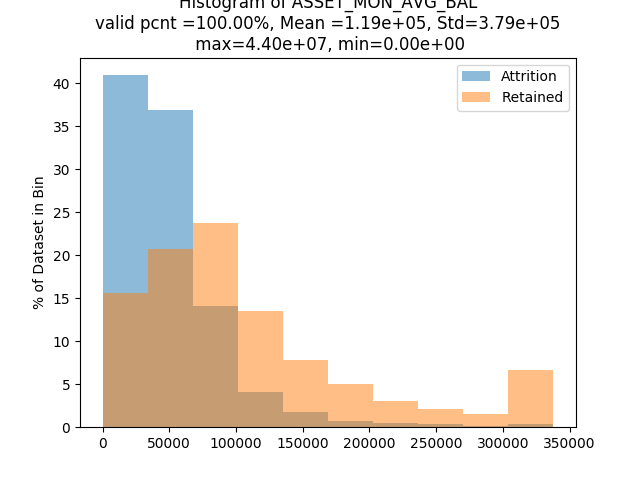 Histogram of ASSET_MON_AVG_BAL
valid pcnt =100.00%, Mean =1.19e+05, Std=3.79e+05
max=4.40e+07, min=0.00e+00
Attrition
Retained
% of Dataset in Bin
40
35
30
25
20
15
10
5
0
0 50000 100000 150000 200000 250000 300000 350000